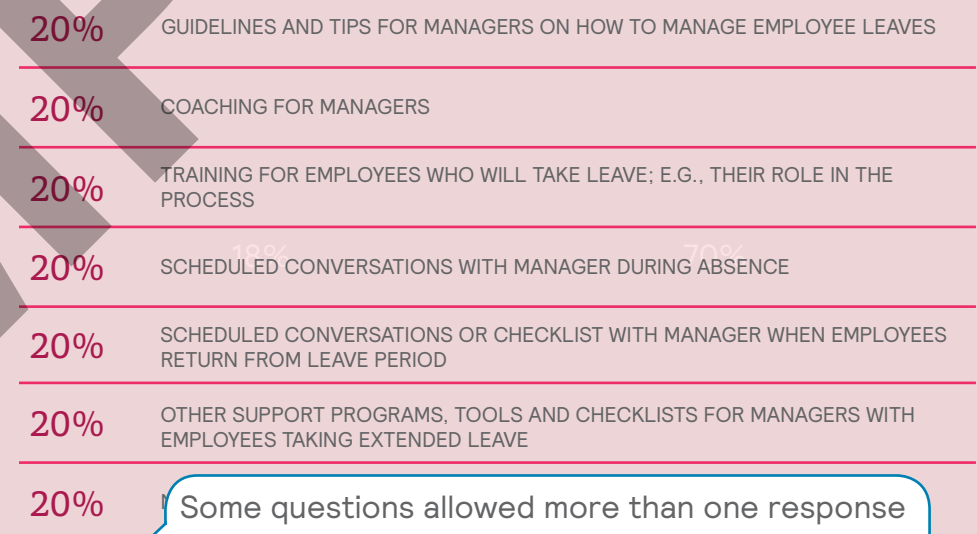 20% GUIDELINES AND TIPS FOR MANAGERS ON HOW TO MANAGE EMPLOYEE LEAVES
20% COACHING FOR MANAGERS
20% TRAINING FOR EMPLOYEES WHO WILL TAKE LEAVE; E.G., THEIR ROLE IN THE
PROCESS
18% 70%
20% SCHEDULED CONVERSATIONS WITH MANAGER DURING ABSENCE
20% SCHEDULED CONVERSATIONS OR CHECKLIST WITH MANAGER WHEN EMPLOYEES
RETURN FROM LEAVE PERIOD
20% OTHER SUPPORT PROGRAMS, TOOLS AND CHECKLISTS FOR MANAGERS WITH
EMPLOYEES TAKING EXTENDED LEAVE
20%
Some questions allowed more than one response